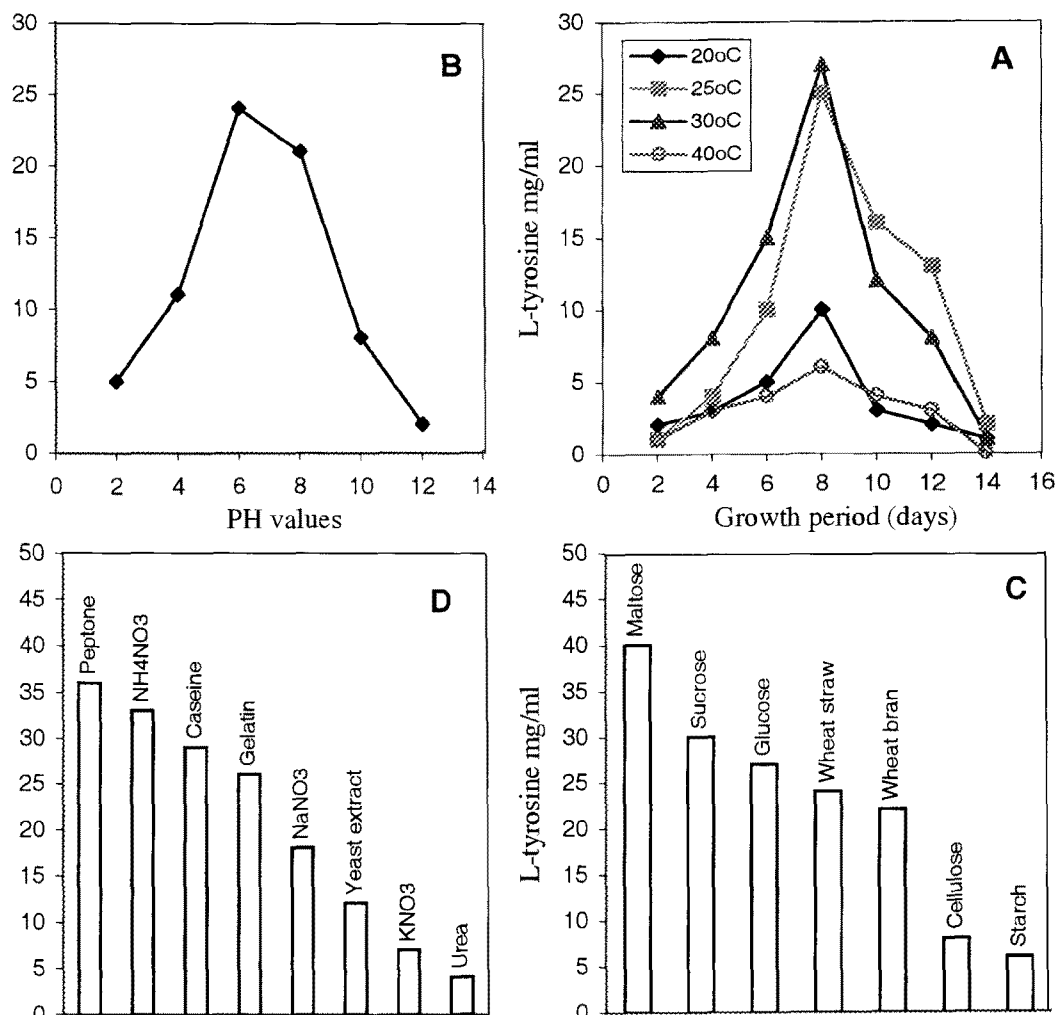 30
25
20
15
10
5
0
B
0 2 4 6 8 10 12 14
PH values
L-tyrosine mg/ml
30
25
20
15
10
5
0
20oC
25oC
30oC
40oC
A
0 2 4 6 8 10 12 14 16
Growth period (days)
50
45
40
35
30
25
20
15
10
5
0
D
Peptone
NH4NO3
Caseine
Gelatin
NaNO3
Yeast extract
KNO3
Urea
L-tyrosine mg/ml
50
45
40
35
30
25
20
15
10
5
0
C
Maltose
Sucrose
Glucose
Wheat straw
Wheat bran
Cellulose
Starch